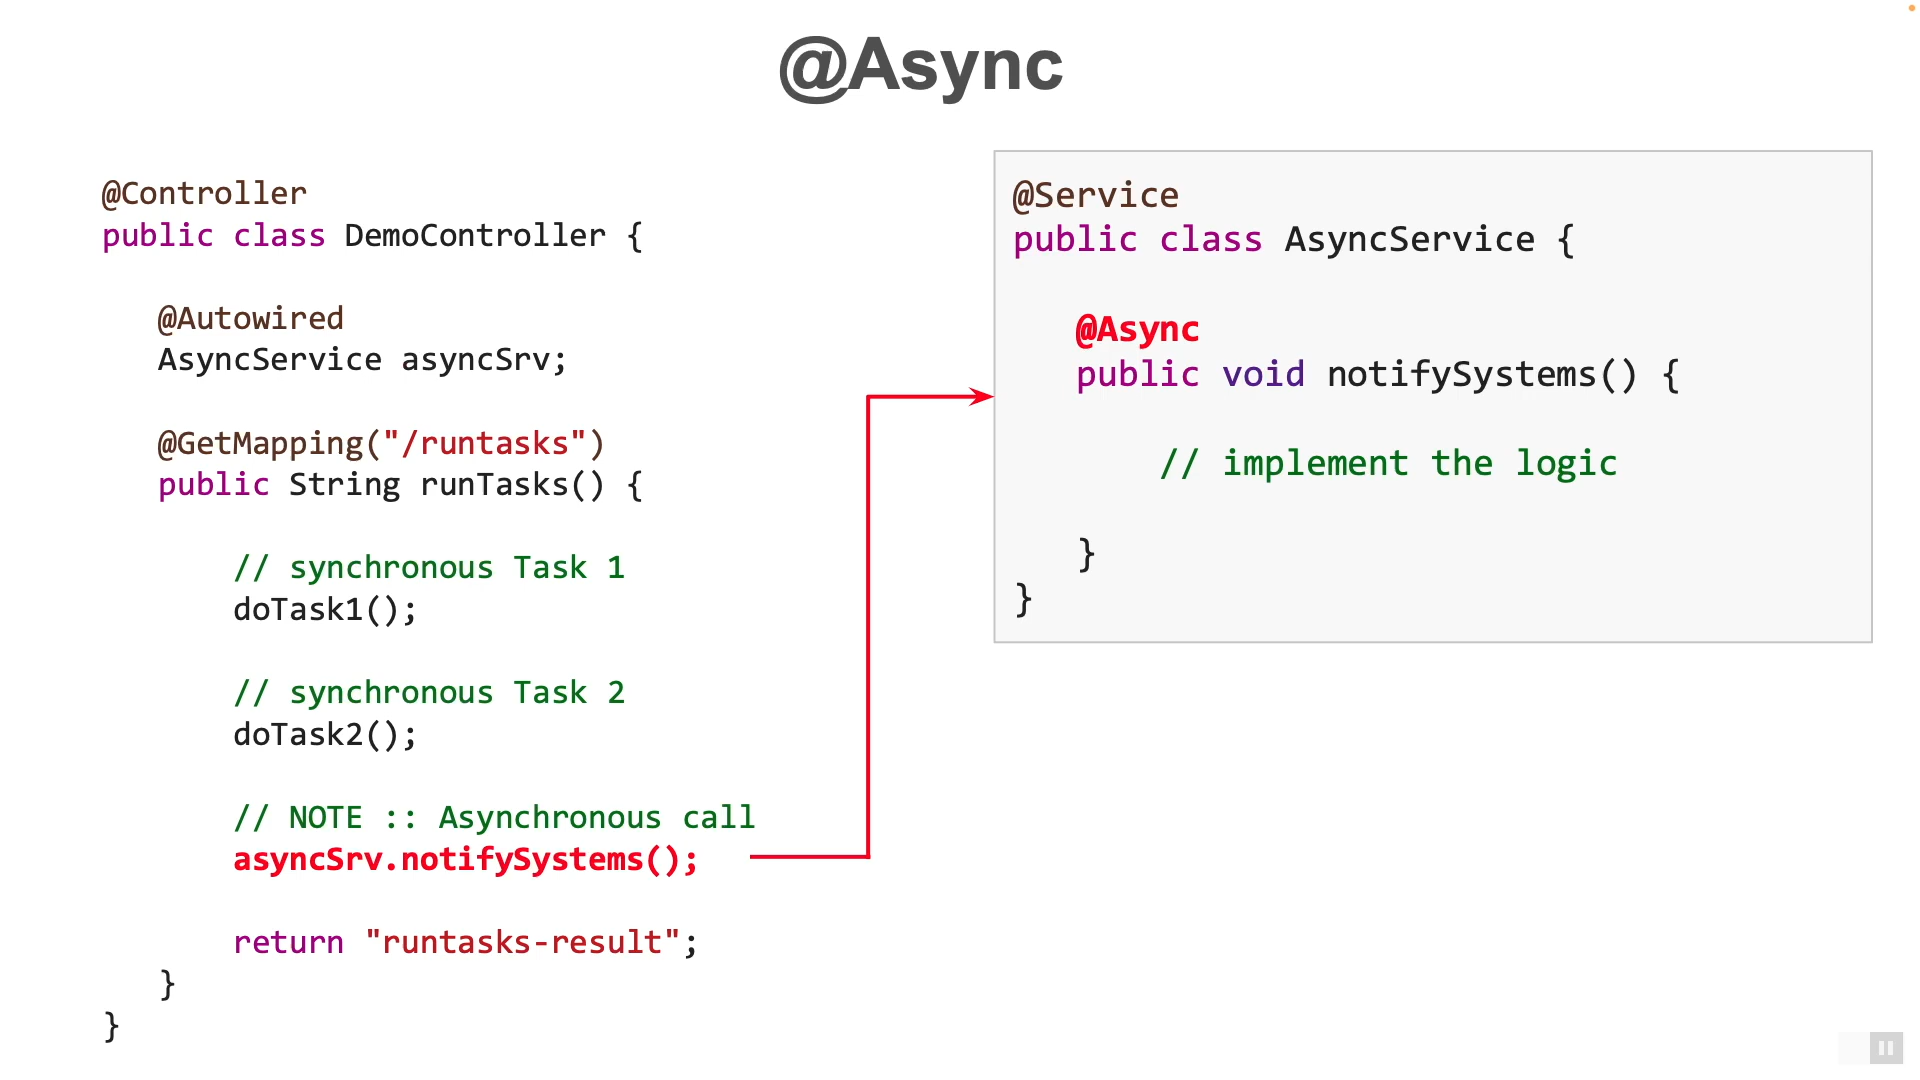 @Async
@Controller
public class DemoController {
@Autowired
AsyncService asyncSrv;
@GetMapping("/runtasks")
public String runTasks() {
// synchronous Task 1
doTask1();
// synchronous Task 2
doTask2();
// NOTE :: Asynchronous call
asyncSrv.notifySystems();
return "runtasks-result";
}
}
@Service
public class AsyncService {
@Async
public void notifySystems() {
// implement the logic
}
}